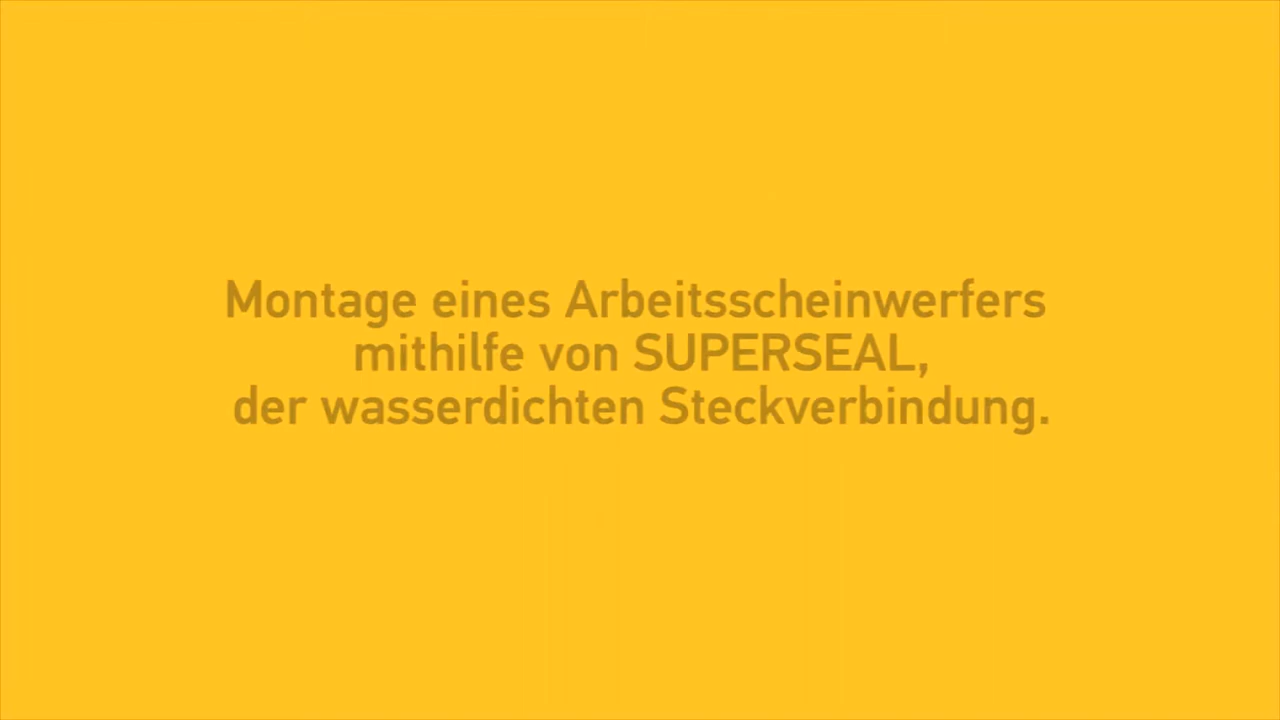 Montage eines Arbeitsscheinwerfers
mithilfe von SUPERSEAL,
der wasserdichten Steckverbindung.